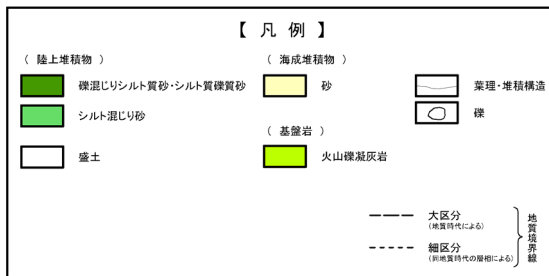 【 凡 例 】
( 陸上堆積物 )
礫混じりシルト質砂・シルト質礫質砂
シルト混じり砂
盛土
( 海成堆積物 )
砂
( 基盤岩 )
火山礫凝灰岩
葉理・堆積構造
礫
大区分
(地質時代による)
細区分
(同地質時代の層相による)
地質境界線